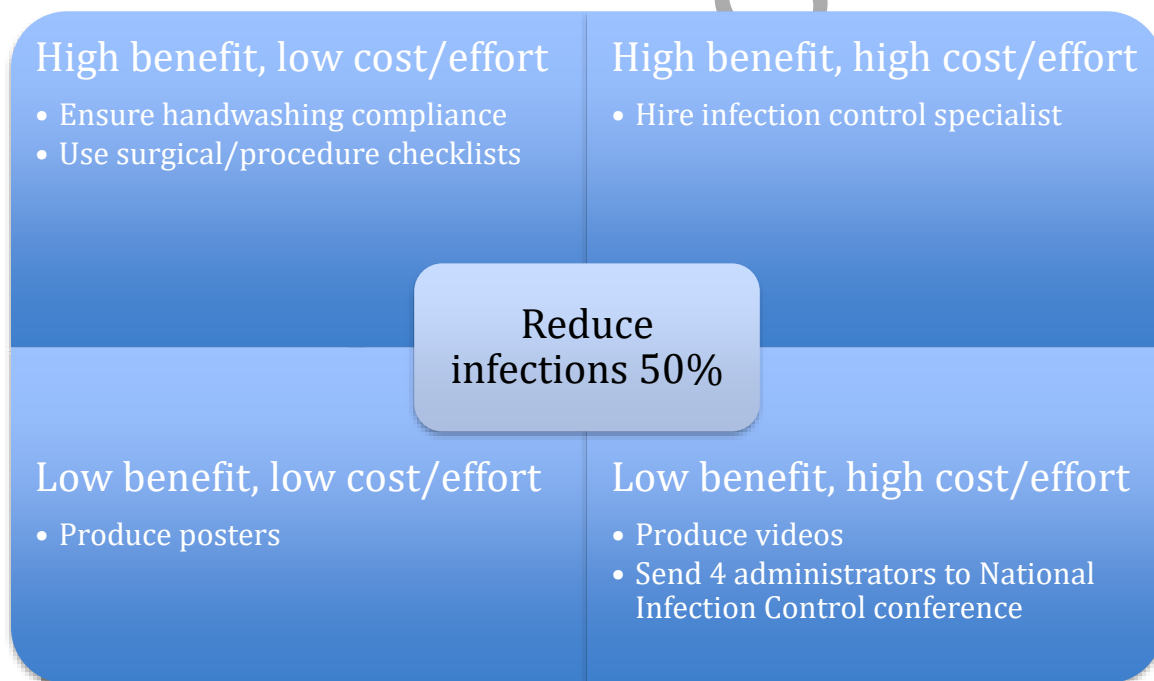 High benefit, low cost/effort
• Ensure handwashing compliance
• Use surgical/procedure checklists
High benefit, high cost/effort
• Hire infection control specialist
Reduce
infections 50%
Low benefit, low cost/effort
• Produce posters
Low benefit, high cost/effort
• Produce videos
• Send 4 administrators to National
Infection Control conference